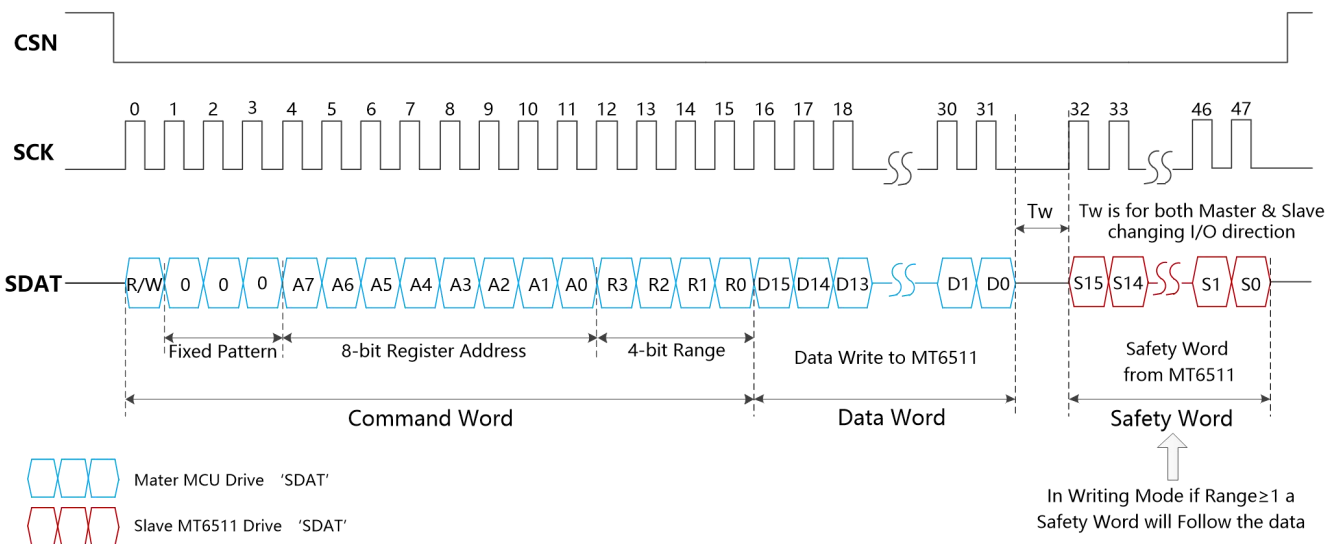 CSN
0 1 2 3 4 5 6 7 8 9 10 11 12 13 14 15 16 17 18 30 31 32 33 46 47
SCK
Tw
Tw is for both Master & Slave
changing I/O direction
SDAT
R/W 0 0 0 A7 A6 A5 A4 A3 A2 A1 A0 R3 R2 R1 R0 D15 D14 D13 D1 D0 S15 S14 S1 S0
Fixed Pattern
8-bit Register Address
4-bit Range
Data Write to MT6511
Safety Word
from MT6511
Command Word
Data Word
Safety Word
Mater MCU Drive ‘SDAT’
Slave MT6511 Drive ‘SDAT’
In Writing Mode if Range≥1 a
Safety Word will Follow the data